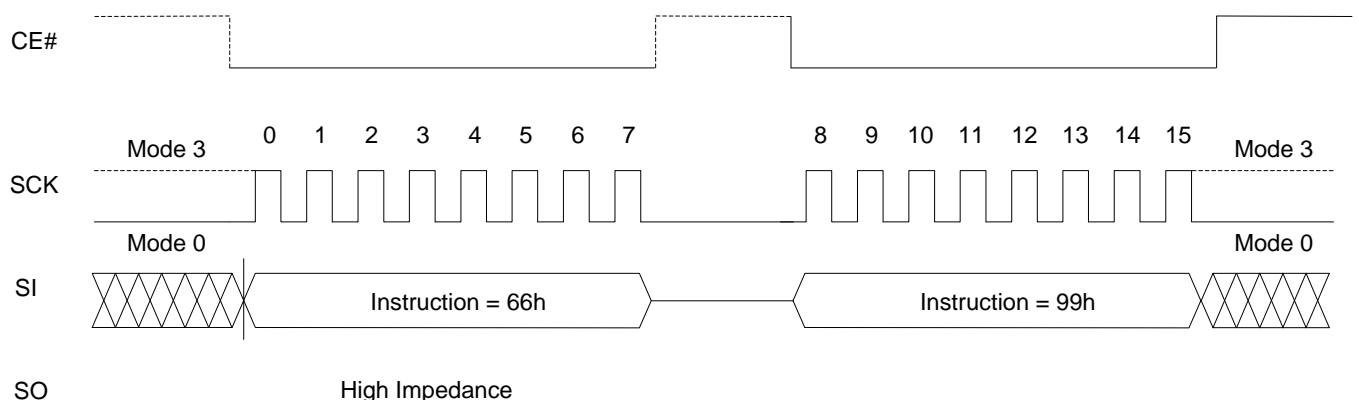 CE#
0 1 2 3 4 5 6 7 8 9 10 11 12 13 14 15
Mode 3 Mode 3
SCK
Mode 0 Mode 0
SI Instruction = 66h Instruction = 99h
SO High Impedance